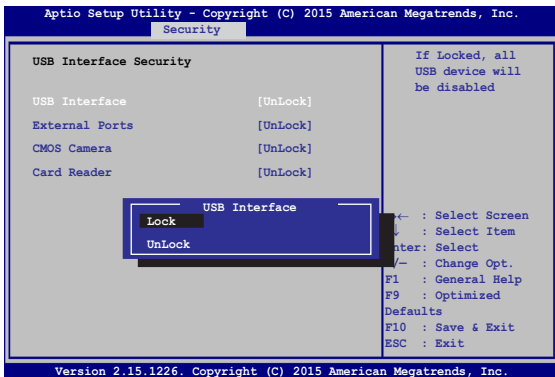 Aptio Setup Utility - Copyright (C) 2015 American Megatrends, Inc.
Security
USB Interface Security
USB Interface [UnLock]
External Ports [UnLock]
CMOS Camera [UnLock]
Card Reader [UnLock]
If Locked, all
USB device will
be disabled
USB Interface
Lock
UnLock
← : Select Screen
↓ : Select Item
nter: Select
/— : Change Opt.
F1 : General Help
F9 : Optimized
Defaults
F10 : Save & Exit
ESC : Exit
Version 2.15.1226. Copyright (C) 2015 American Megatrends, Inc.